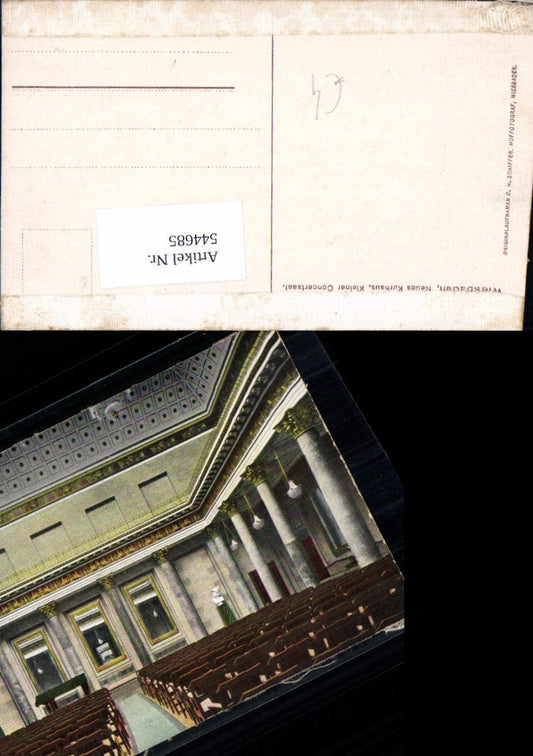 Wiesbaden, Neues Kurhaus, Kleiner Concertsaal.
ORIGINALAUFNAHMEN C. H. SCHIFFER, HOFFOTOGRAF, WIESBADEN.
Artikel Nr.
544685